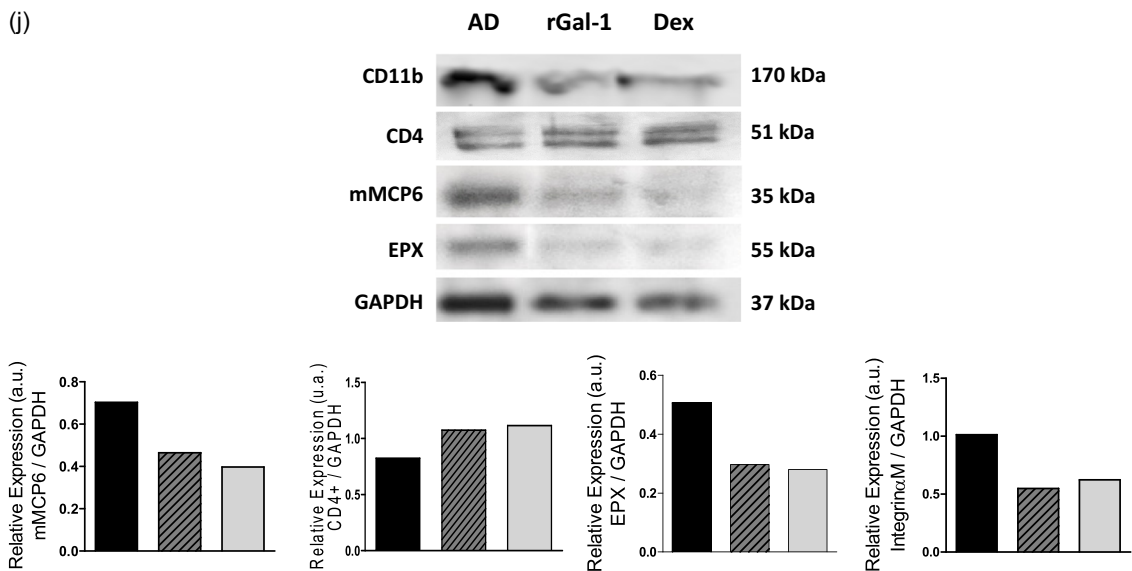 (j)
AD rGal-1 Dex
CD11b 170 kDa
CD4 51 kDa
mMCP6 35 kDa
EPX 55 kDa
GAPDH 37 kDa
Relative Expression (a.u.)
mMCP6 / GAPDH
0.8
0.6
0.4
0.2
0.0
Relative Expression (u.a.)
CD4+ / GAPDH
1.5
1.0
0.5
0.0
Relative Expression (a.u.)
EPX / GAPDH
0.6
0.4
0.2
0.0
Relative Expression (a.u.)
IntegrinαM / GAPDH
1.5
1.0
0.5
0.0